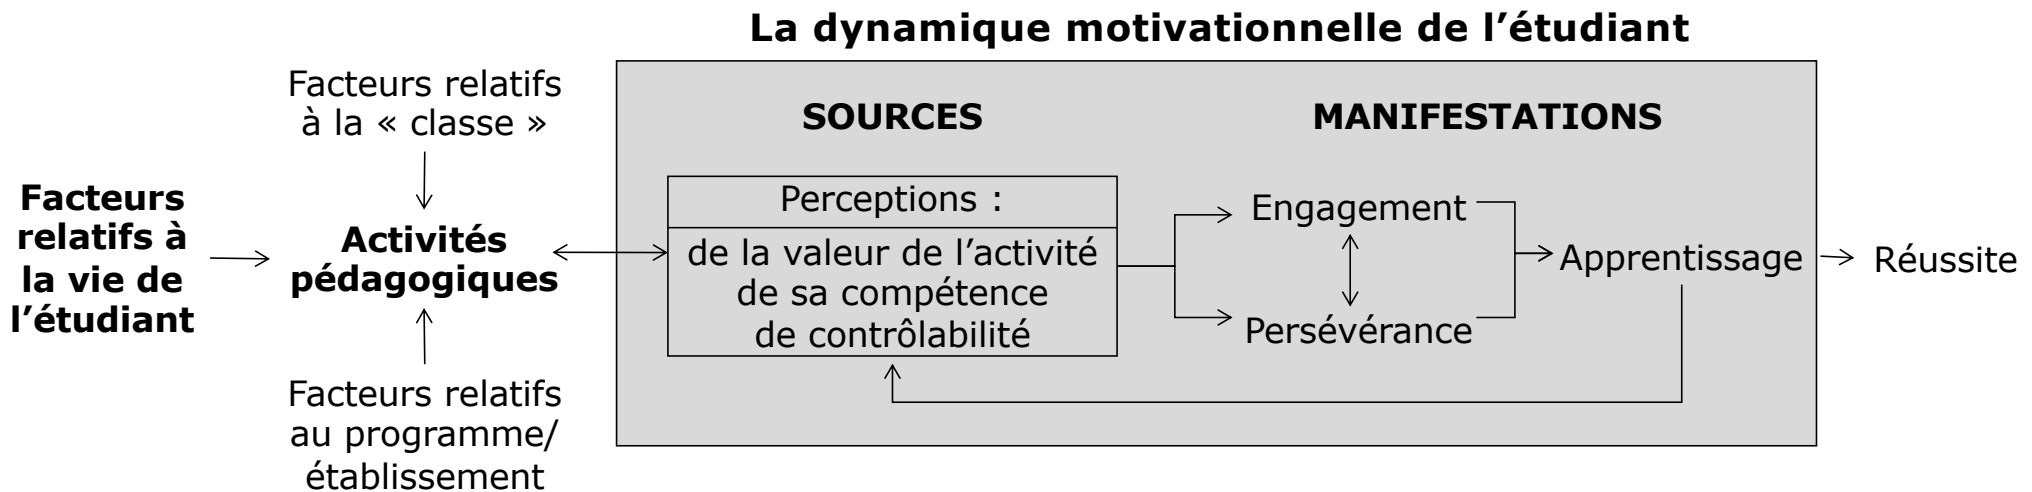 La dynamique motivationnelle de l’étudiant
Facteurs relatifs
à la « classe »
Facteurs
relatifs à
la vie de
l’étudiant
Activités
pédagogiques
Facteurs relatifs
au programme/
établissement
SOURCES
Perceptions :
de la valeur de l’activité
de sa compétence
de contrôlabilité
MANIFESTATIONS
Engagement
Persévérance
Apprentissage
Réussite